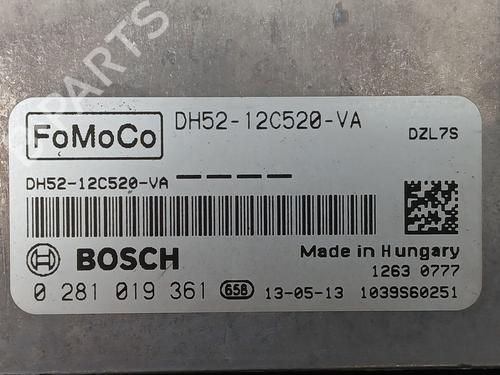 FoMoCo
DH52-12C520-VA
DZL7S
DH52-12C520-VA
BOSCH
Made in Hungary
1263 0777
0 281 019 361 658 13-05-13 1039S60251
PARTS